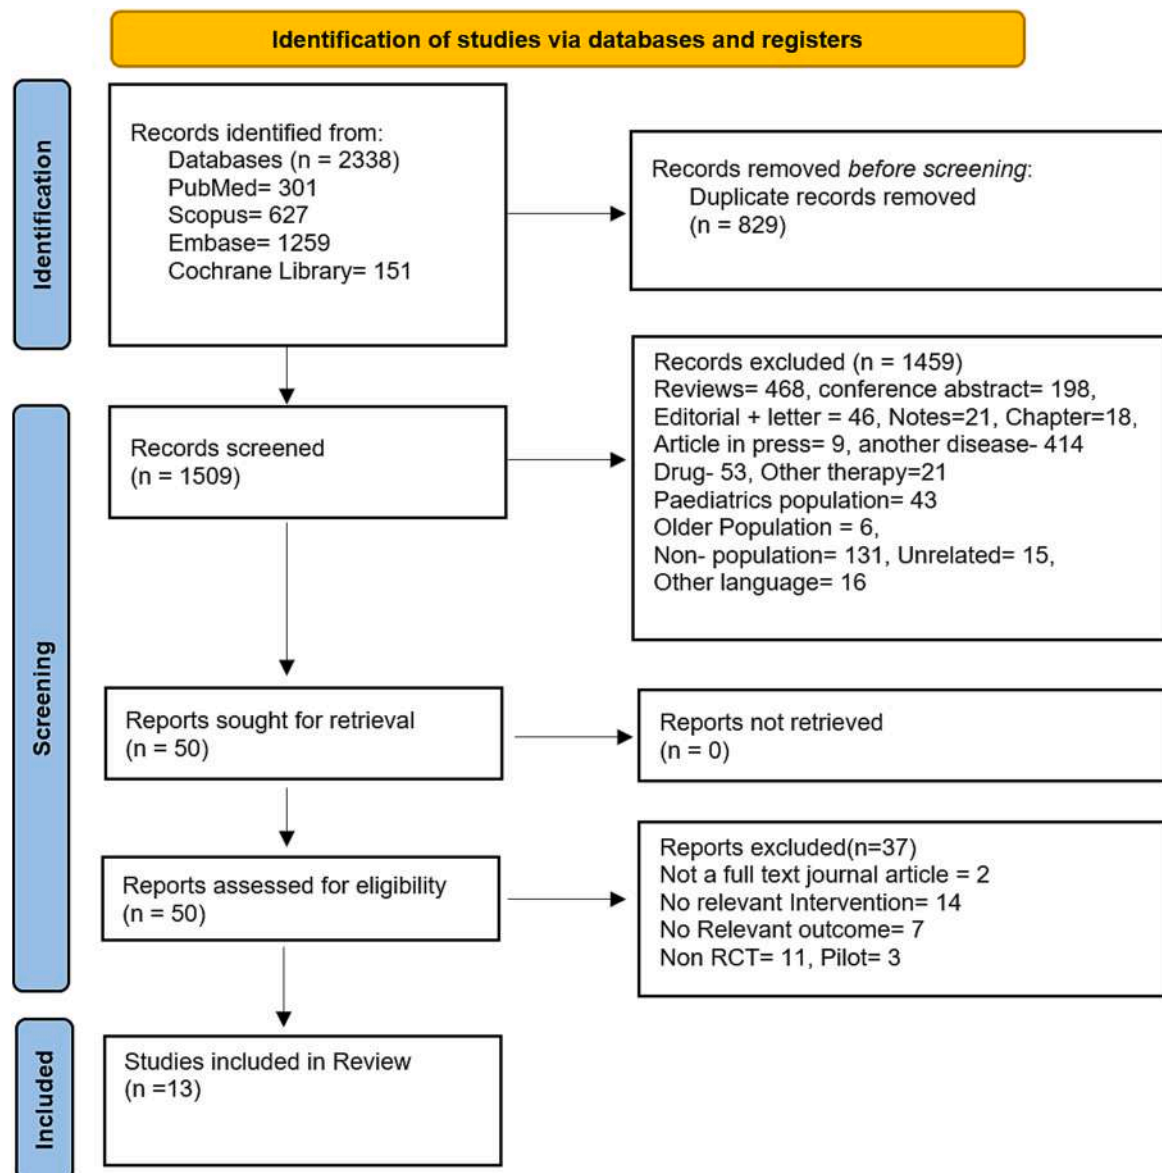 Identification of studies via databases and registers
Identification
Records identified from:
Databases (n = 2338)
PubMed= 301
Scopus= 627
Embase= 1259
Cochrane Library= 151
Records removed before screening:
Duplicate records removed
(n = 829)
Screening
Records screened
(n = 1509)
Records excluded (n = 1459)
Reviews= 468, conference abstract= 198,
Editorial + letter = 46, Notes=21, Chapter=18,
Article in press= 9, another disease- 414
Drug- 53, Other therapy=21
Paediatrics population= 43
Older Population = 6,
Non- population= 131, Unrelated= 15,
Other language= 16
Reports sought for retrieval
(n = 50)
Reports not retrieved
(n = 0)
Reports assessed for eligibility
(n = 50)
Reports excluded(n=37)
Not a full text journal article = 2
No relevant Intervention= 14
No Relevant outcome= 7
Non RCT= 11, Pilot= 3
Included
Studies included in Review
(n =13)